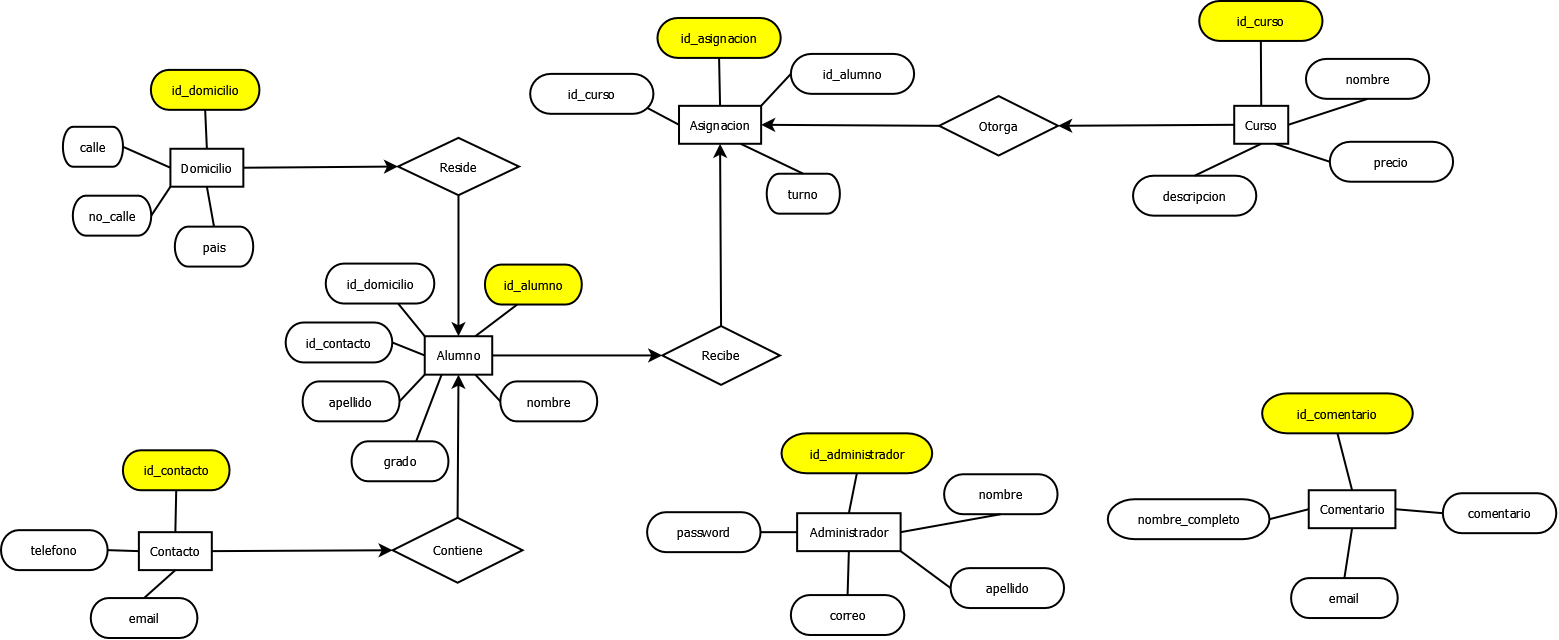 id_curso
id_asignacion
id_alumno
nombre
id_domicilio
id_curso
Asignacion
Otorga
Curso
calle
Domicilio
Reside
precio
turno
descripcion
no_calle
pais
id_domicilio
id_alumno
id_contacto
Alumno
Recibe
apellido
nombre
grado
id_comentario
id_administrador
id_contacto
nombre
nombre_completo
Comentario
comentario
password
Administrador
telefono
Contacto
Contiene
apellido
email
correo
email